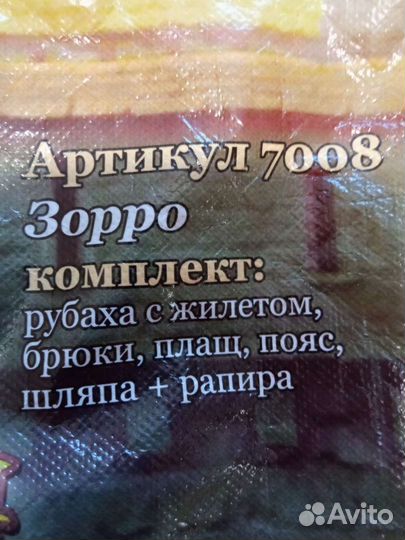 Артикул 7008
Зорро
комплект:
рубаха с жилетом,
брюки, плащ, пояс,
шляпа + рапира
Avito